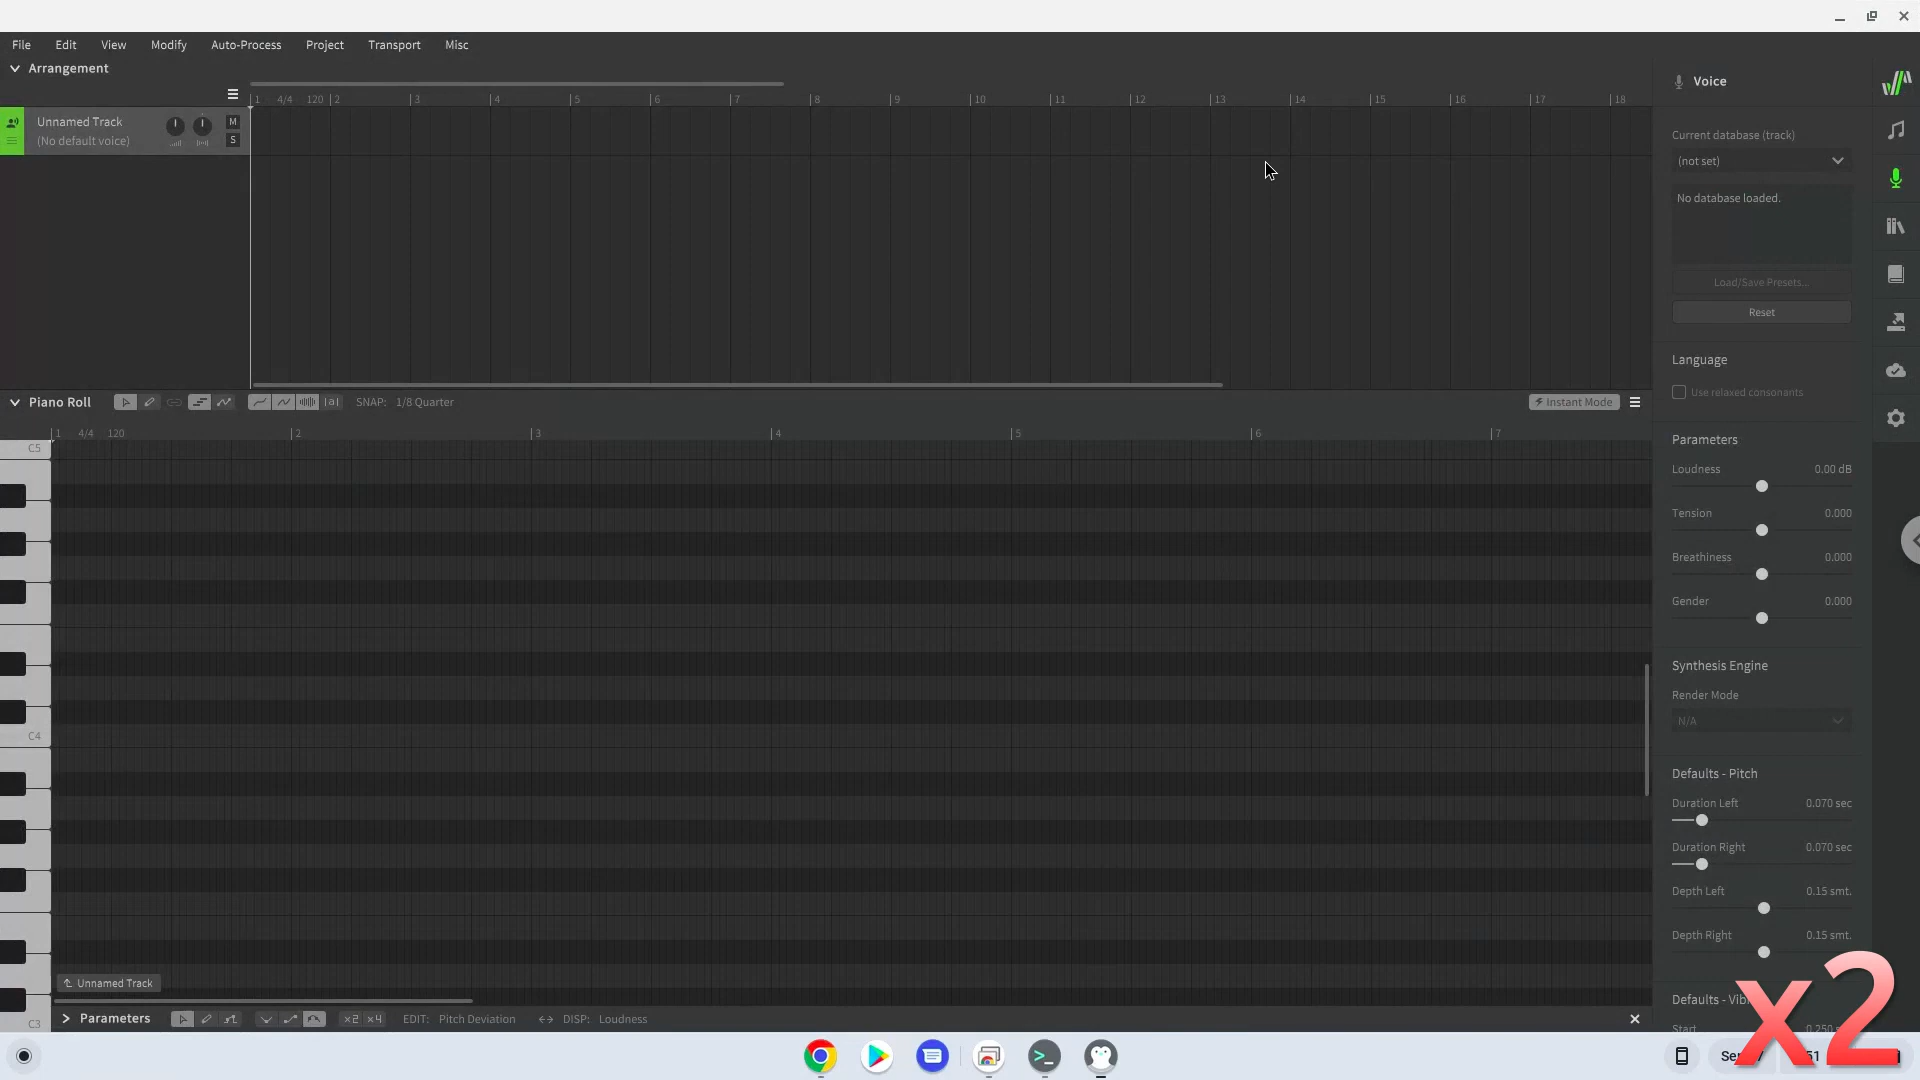 File Edit View Modify Auto-Process Project Transport Misc
Arrangement
1 4/4 120 2 3 4 5 6 7 8 9 10 11 12 13 14 15 16 17 18
Unnamed Track
(No default voice)
M
S
Voice
Current database (track)
(not set)
No database loaded.
Load/Save Presets...
Reset
Language
Use relaxed consonants
Parameters
Loudness 0.00 dB
Tension 0.000
Breathiness 0.000
Gender 0.000
Synthesis Engine
Render Mode
N/A
Defaults - Pitch
Duration Left 0.070 sec
Duration Right 0.070 sec
Depth Left 0.15 smt.
Depth Right 0.15 smt.
Piano Roll |a| SNAP: 1/8 Quarter Instant Mode
1 4/4 120 2 3 4 5 6 7
C5
C4
C3
Unnamed Track
Parameters x2 x4 EDIT: Pitch Deviation DISP: Loudness
Defaults -
Start 0.250
x2